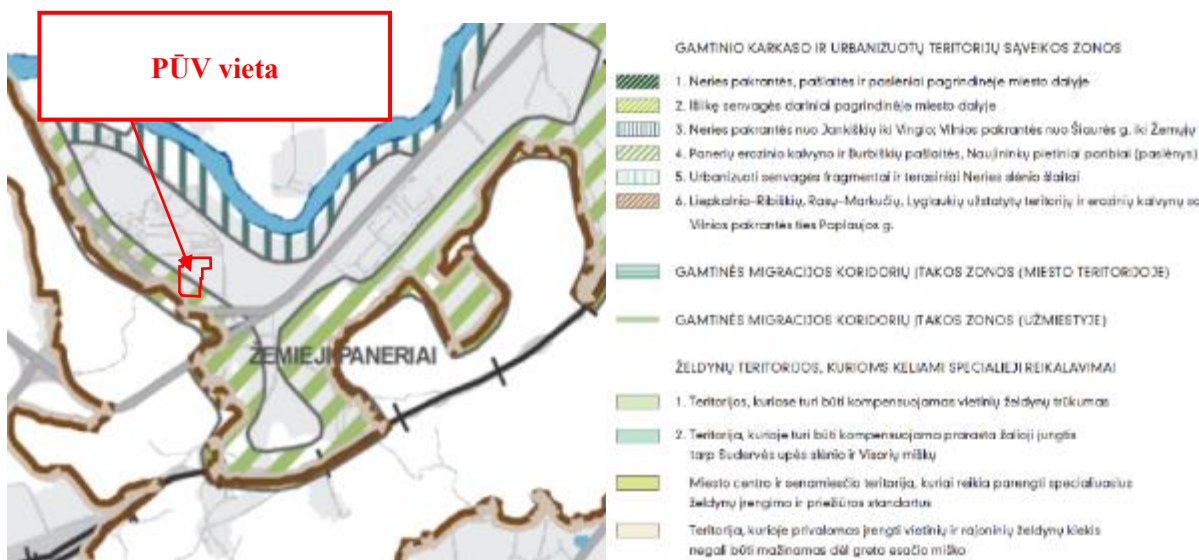 PŪV vieta
ŽEMIEJI PANERIAI
GAMTINIO KARKASO IR URBANIZUOTŲ TERITORIJŲ SĄVEIKOS ZONOS
1. Neries pakrantės, pašlaitės ir paslėniai pagrindinėje miesto dalyje
2. Išlikę senvagės dariniai pagrindinėje miesto dalyje
3. Neries pakrantės nuo Jankiškių iki Vingio; Vilnios pakrantės nuo Šiaurės g. iki Žemųjų
4. Panerių erozinio kalvyno ir Burbiškių pašlaitės, Naujininkų pietiniai paribiai (paslėnys)
5. Urbanizuoti senvagės fragmentai ir terasiniai Neries slėnio šlaitai
6. Liepkalnio–Ribiškių, Rasų–Markučių, Lyglaukių užstatytų teritorijų ir erozinių kalvynų są
Vilnios pakrantės ties Paplaujos g.
GAMTINĖS MIGRACIJOS KORIDORIŲ ĮTAKOS ZONOS (MIESTO TERITORIJOJE)
GAMTINĖS MIGRACIJOS KORIDORIŲ ĮTAKOS ZONOS (UŽMIESTYJE)
ŽELDYNŲ TERITORIJOS, KURIOMS KELIAMI SPECIALIEJI REIKALAVIMAI
1. Teritorijos, kuriose turi būti kompensuojamas vietinių želdynų trūkumas
2. Teritorija, kurioje turi būti kompensuojama prarasta žalioji jungtis
tarp Sudervės upės slėnio ir Visorių miškų
Miesto centro ir senamiesčio teritorija, kuriai reikia parengti specialiuosius
želdynų įrengimo ir priežiūros standartus
Teritorija, kurioje privalomas įrengti vietinių ir rajoninių želdynų kiekis
negali būti mažinamas dėl greta esačio miško